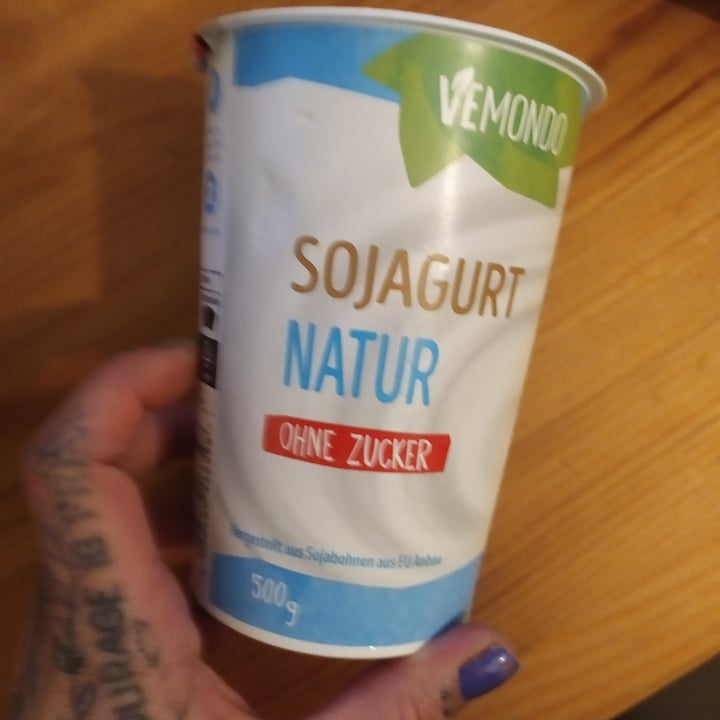 VEMONDO
SOJAGURT
NATUR
OHNE ZUCKER
Hergestellt aus Sojabohnen aus EU Anbau
500g